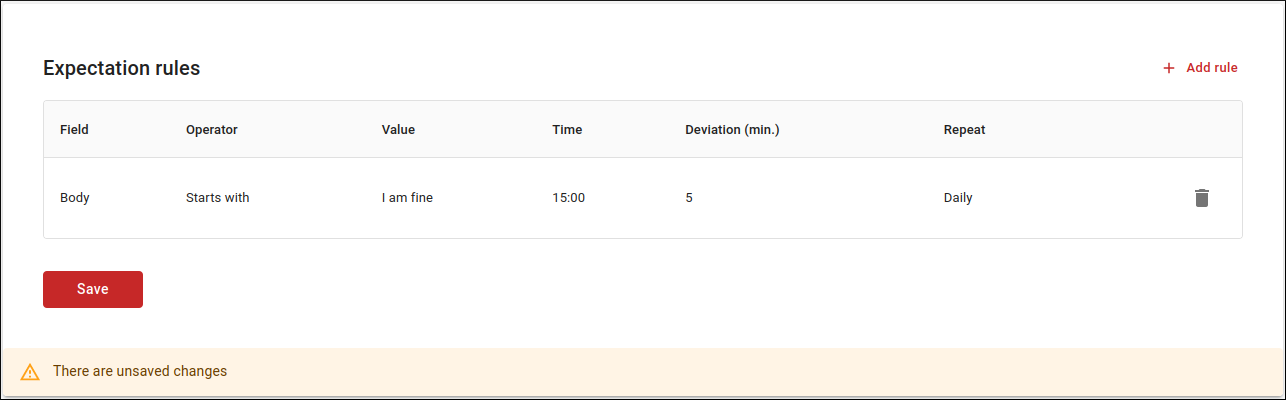 Expectation rules
+ Add rule
Field Operator Value Time Deviation (min.) Repeat
Body Starts with I am fine 15:00 5 Daily
Save
There are unsaved changes